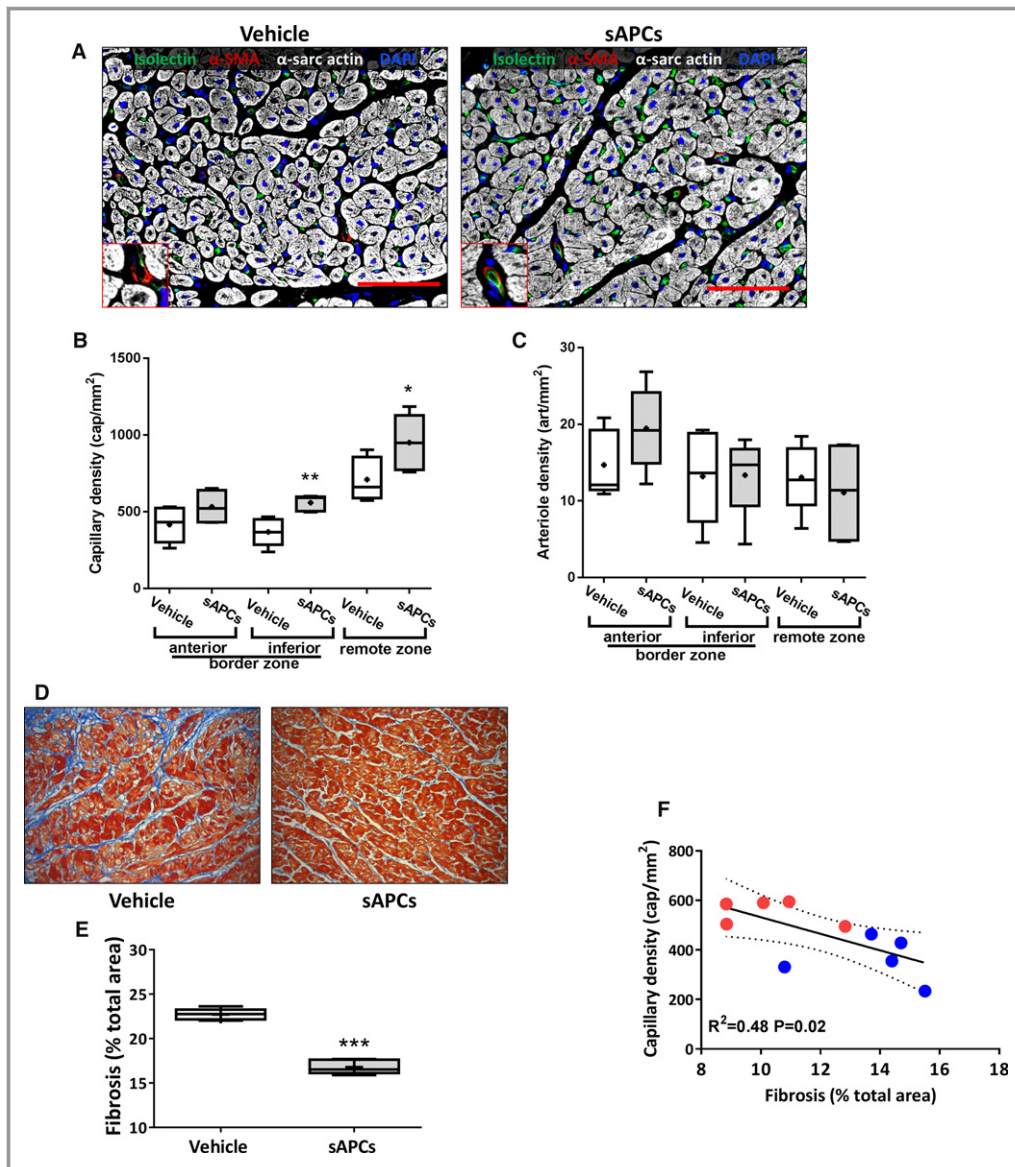 Vehicle sAPCs
A
Isolectin α-SMA α-sarc actin DAPI
Isolectin α-SMA α-sarc actin DAPI
B
Capillary density (cap/mm²)
1500
1000
500
0
** *
Vehicle sAPCs Vehicle sAPCs Vehicle sAPCs
anterior inferior remote zone
border zone
C
Arteriole density (art/mm²)
30
20
10
0
Vehicle sAPCs Vehicle sAPCs Vehicle sAPCs
anterior inferior remote zone
border zone
D
Vehicle sAPCs
E
Fibrosis (% total area)
30
23
16
10
***
Vehicle sAPCs
F
Capillary density (cap/mm²)
800
600
400
200
0
R²=0.48 P=0.02
8 10 12 14 16 18
Fibrosis (% total area)